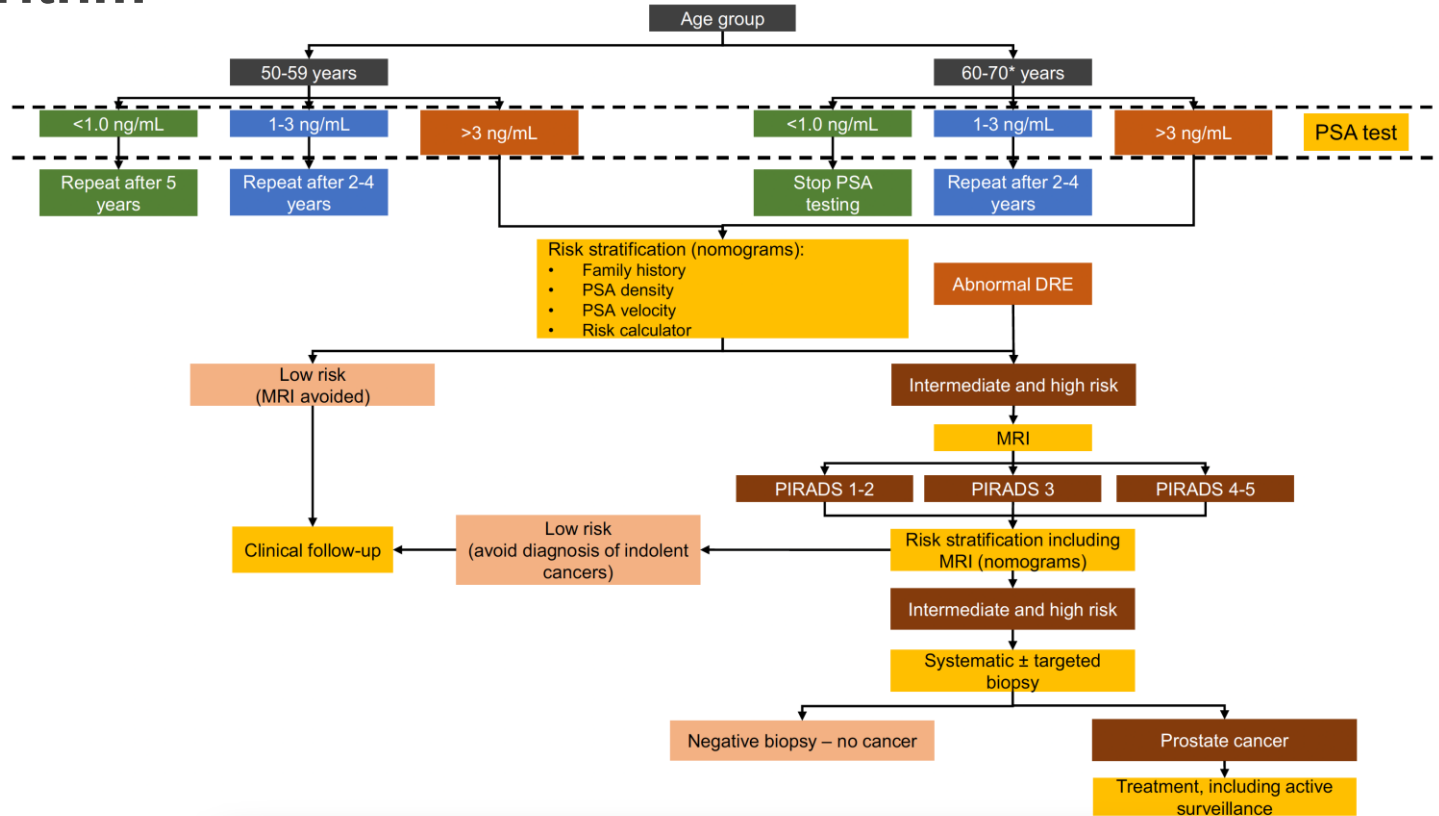 Age group
50-59 years
60-70* years
<1.0 ng/mL
1-3 ng/mL
>3 ng/mL
<1.0 ng/mL
1-3 ng/mL
>3 ng/mL
PSA test
Repeat after 5
years
Repeat after 2-4
years
Stop PSA
testing
Repeat after 2-4
years
Risk stratification (nomograms):
• Family history
• PSA density
• PSA velocity
• Risk calculator
Abnormal DRE
Low risk
(MRI avoided)
Intermediate and high risk
MRI
PIRADS 1-2
PIRADS 3
PIRADS 4-5
Clinical follow-up
Low risk
(avoid diagnosis of indolent
cancers)
Risk stratification including
MRI (nomograms)
Intermediate and high risk
Systematic ± targeted
biopsy
Negative biopsy – no cancer
Prostate cancer
Treatment, including active
surveillance